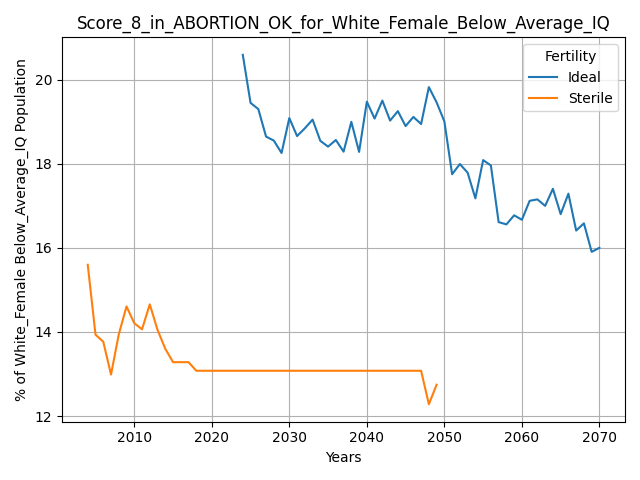 Score_8_in_ABORTION_OK_for_White_Female_Below_Average_IQ
% of White_Female Below_Average_IQ Population
20
18
16
14
12
Fertility
Ideal
Sterile
2010 2020 2030 2040 2050 2060 2070
Years